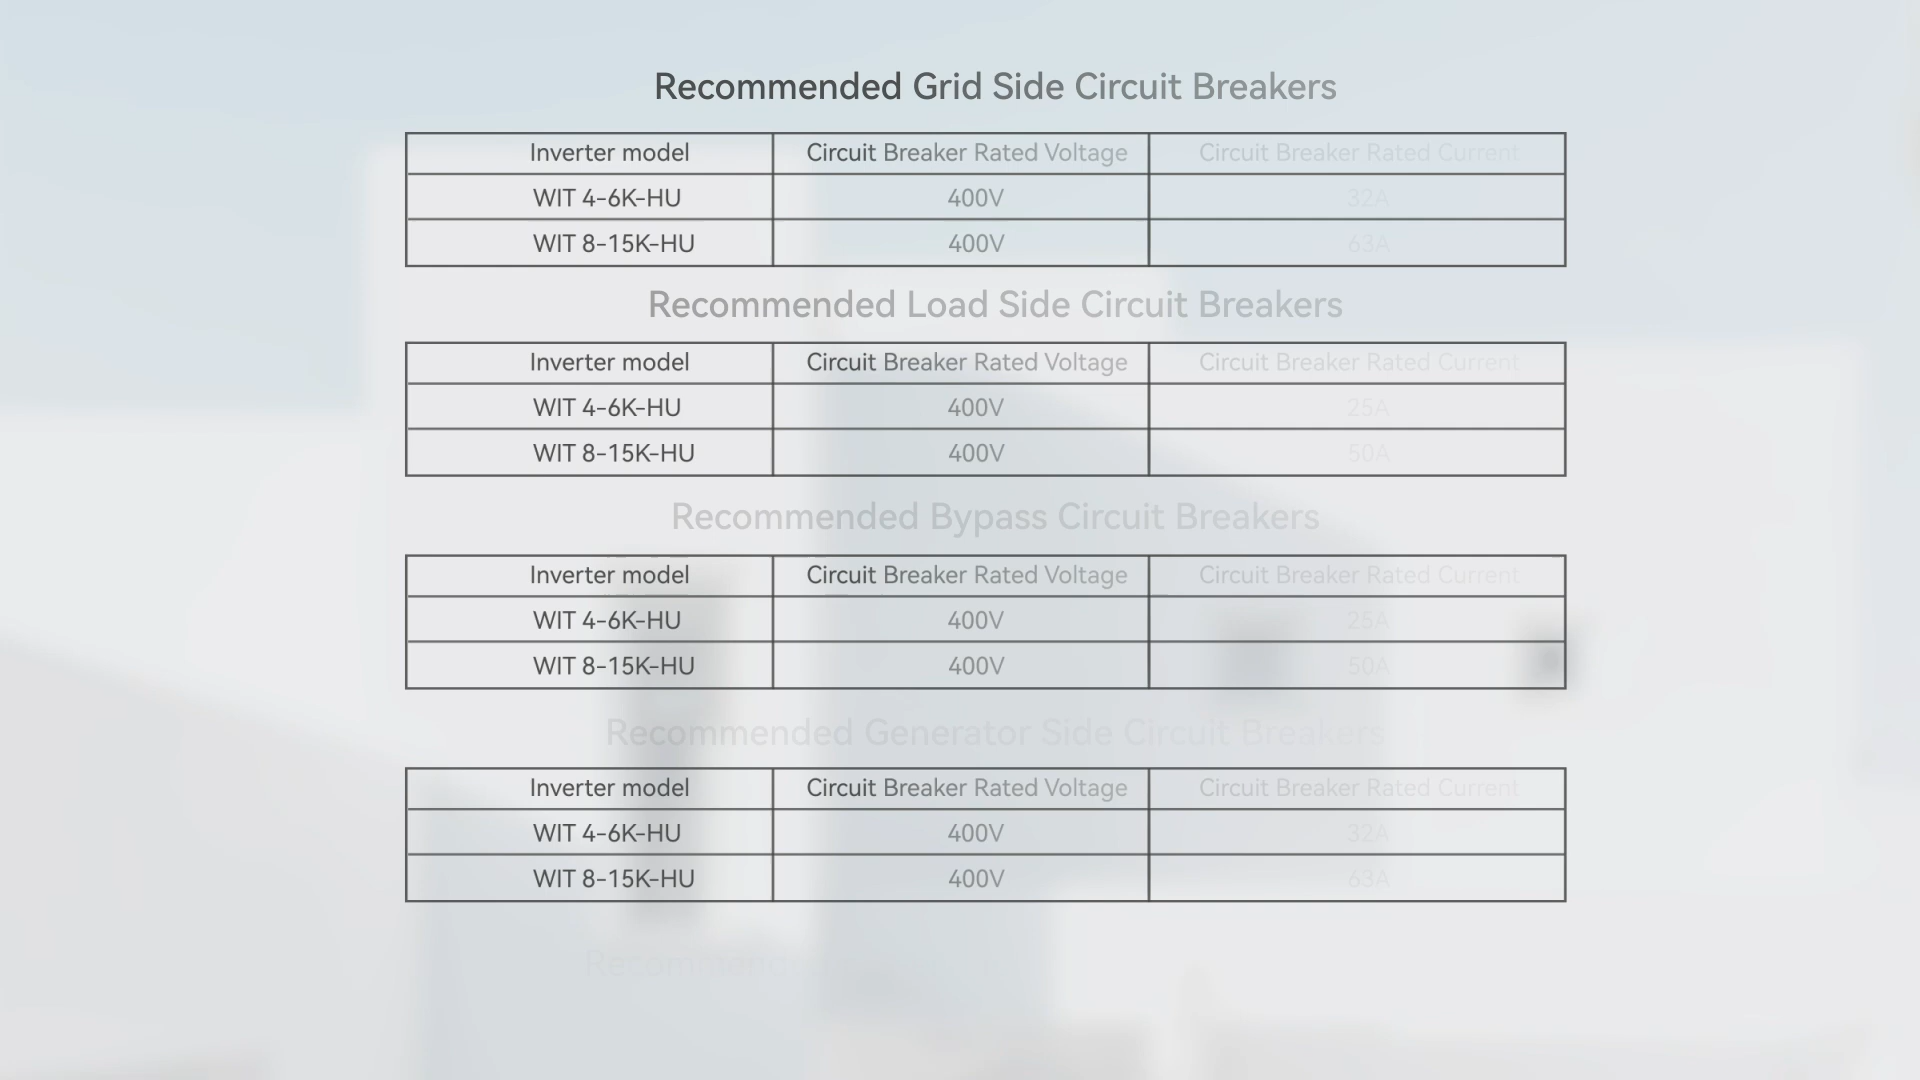 Recommended Grid Side Circuit Breakers
Inverter model Circuit Breaker Rated Voltage Circuit Breaker Rated Current
WIT 4-6K-HU 400V 32A
WIT 8-15K-HU 400V 63A
Recommended Load Side Circuit Breakers
Inverter model Circuit Breaker Rated Voltage Circuit Breaker Rated Current
WIT 4-6K-HU 400V 25A
WIT 8-15K-HU 400V 50A
Recommended Bypass Circuit Breakers
Inverter model Circuit Breaker Rated Voltage Circuit Breaker Rated Current
WIT 4-6K-HU 400V 25A
WIT 8-15K-HU 400V 50A
Recommended Generator Side Circuit Breakers
Inverter model Circuit Breaker Rated Voltage Circuit Breaker Rated Current
WIT 4-6K-HU 400V 32A
WIT 8-15K-HU 400V 63A
Recommended